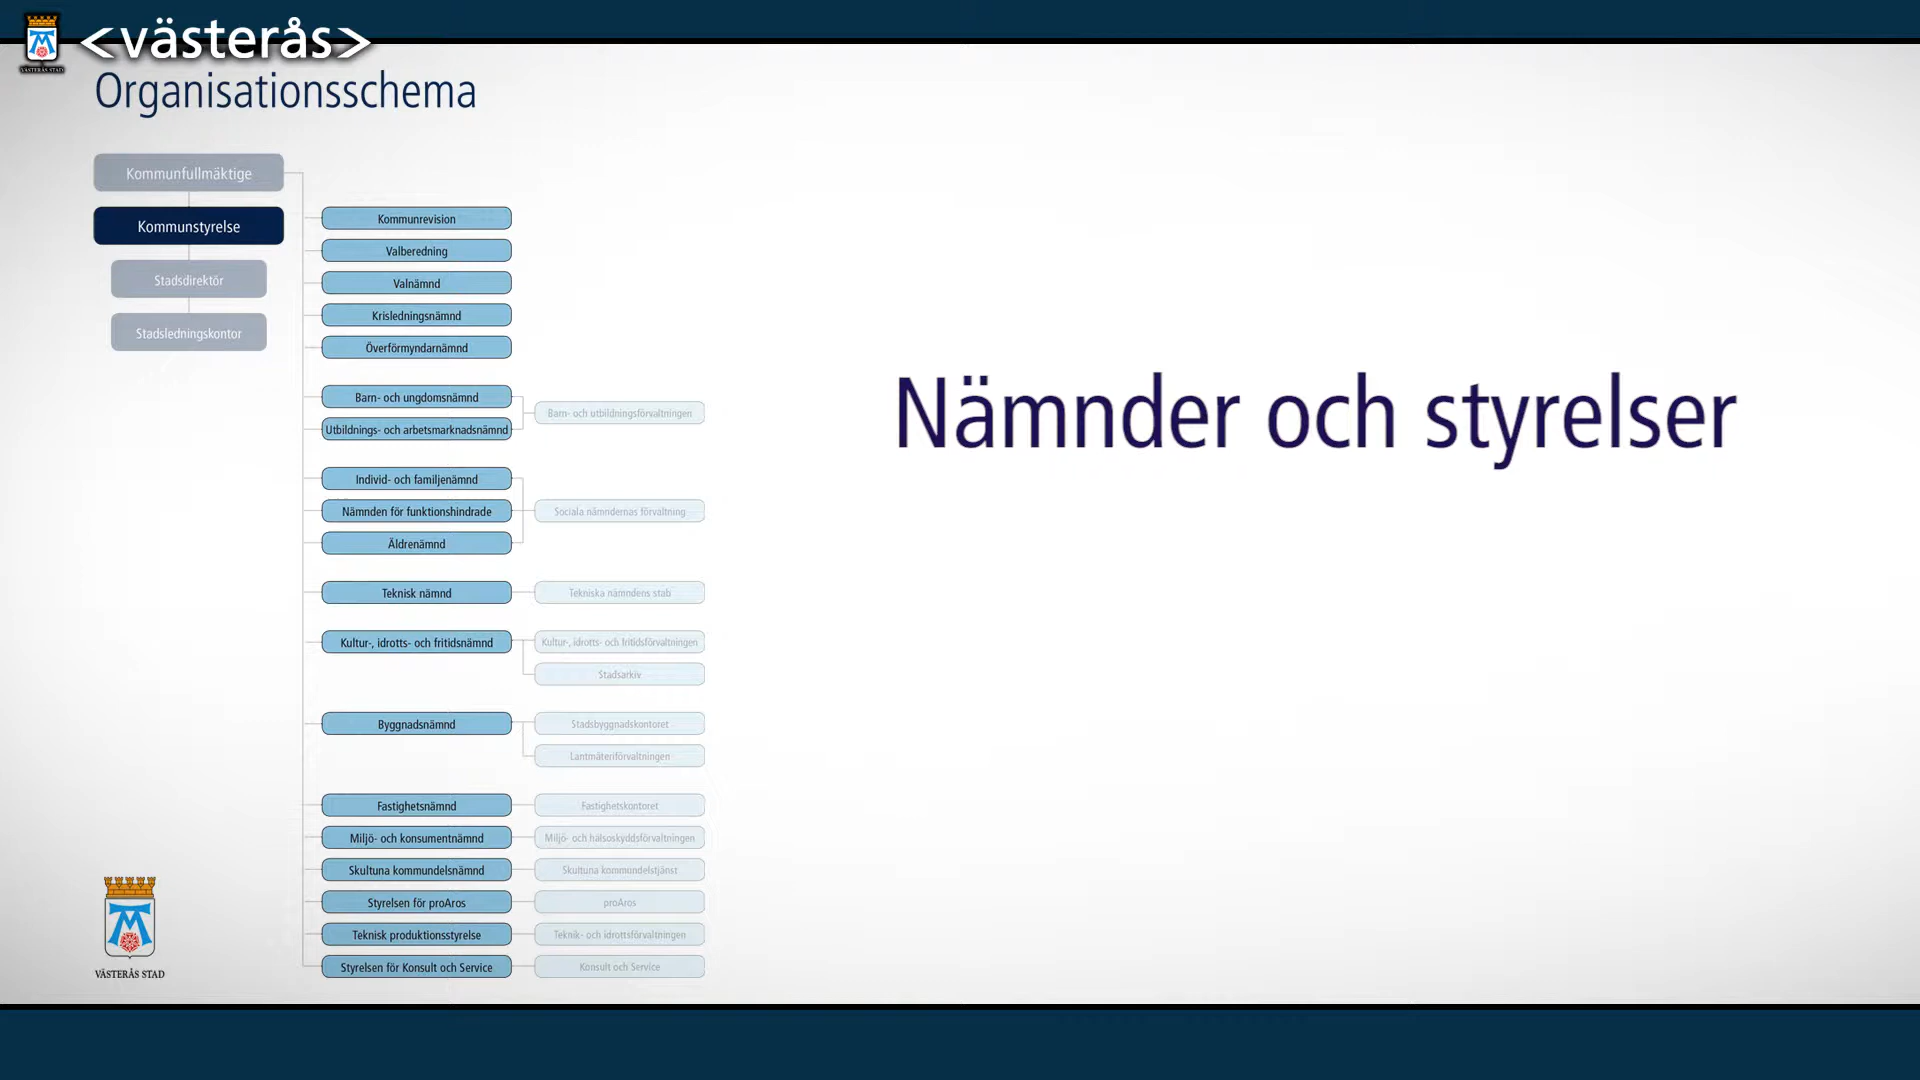 <västerås>
VÄSTERÅS STAD
Organisationsschema
Kommunfullmäktige
Kommunstyrelse
Stadsdirektör
Stadsledningskontor
Kommunrevision
Valberedning
Valnämnd
Krisledningsnämnd
Överförmyndarnämnd
Barn- och ungdomsnämnd
Utbildnings- och arbetsmarknadsnämnd
Barn- och utbildningsförvaltningen
Individ- och familjenämnd
Nämnden för funktionshindrade
Äldrenämnd
Sociala nämndernas förvaltning
Teknisk nämnd
Tekniska nämndens stab
Kultur-, idrotts- och fritidsnämnd
Kultur-, idrotts- och fritidsförvaltningen
Stadsarkiv
Byggnadsnämnd
Stadsbyggnadskontoret
Lantmäteriförvaltningen
Fastighetsnämnd
Fastighetskontoret
Miljö- och konsumentnämnd
Miljö- och hälsoskyddsförvaltningen
Skultuna kommundelsnämnd
Skultuna kommundelstjänst
Styrelsen för proAros
proAros
Teknisk produktionsstyrelse
Teknik- och idrottsförvaltningen
Styrelsen för Konsult och Service
Konsult och Service
Nämnder och styrelser
VÄSTERÅS STAD